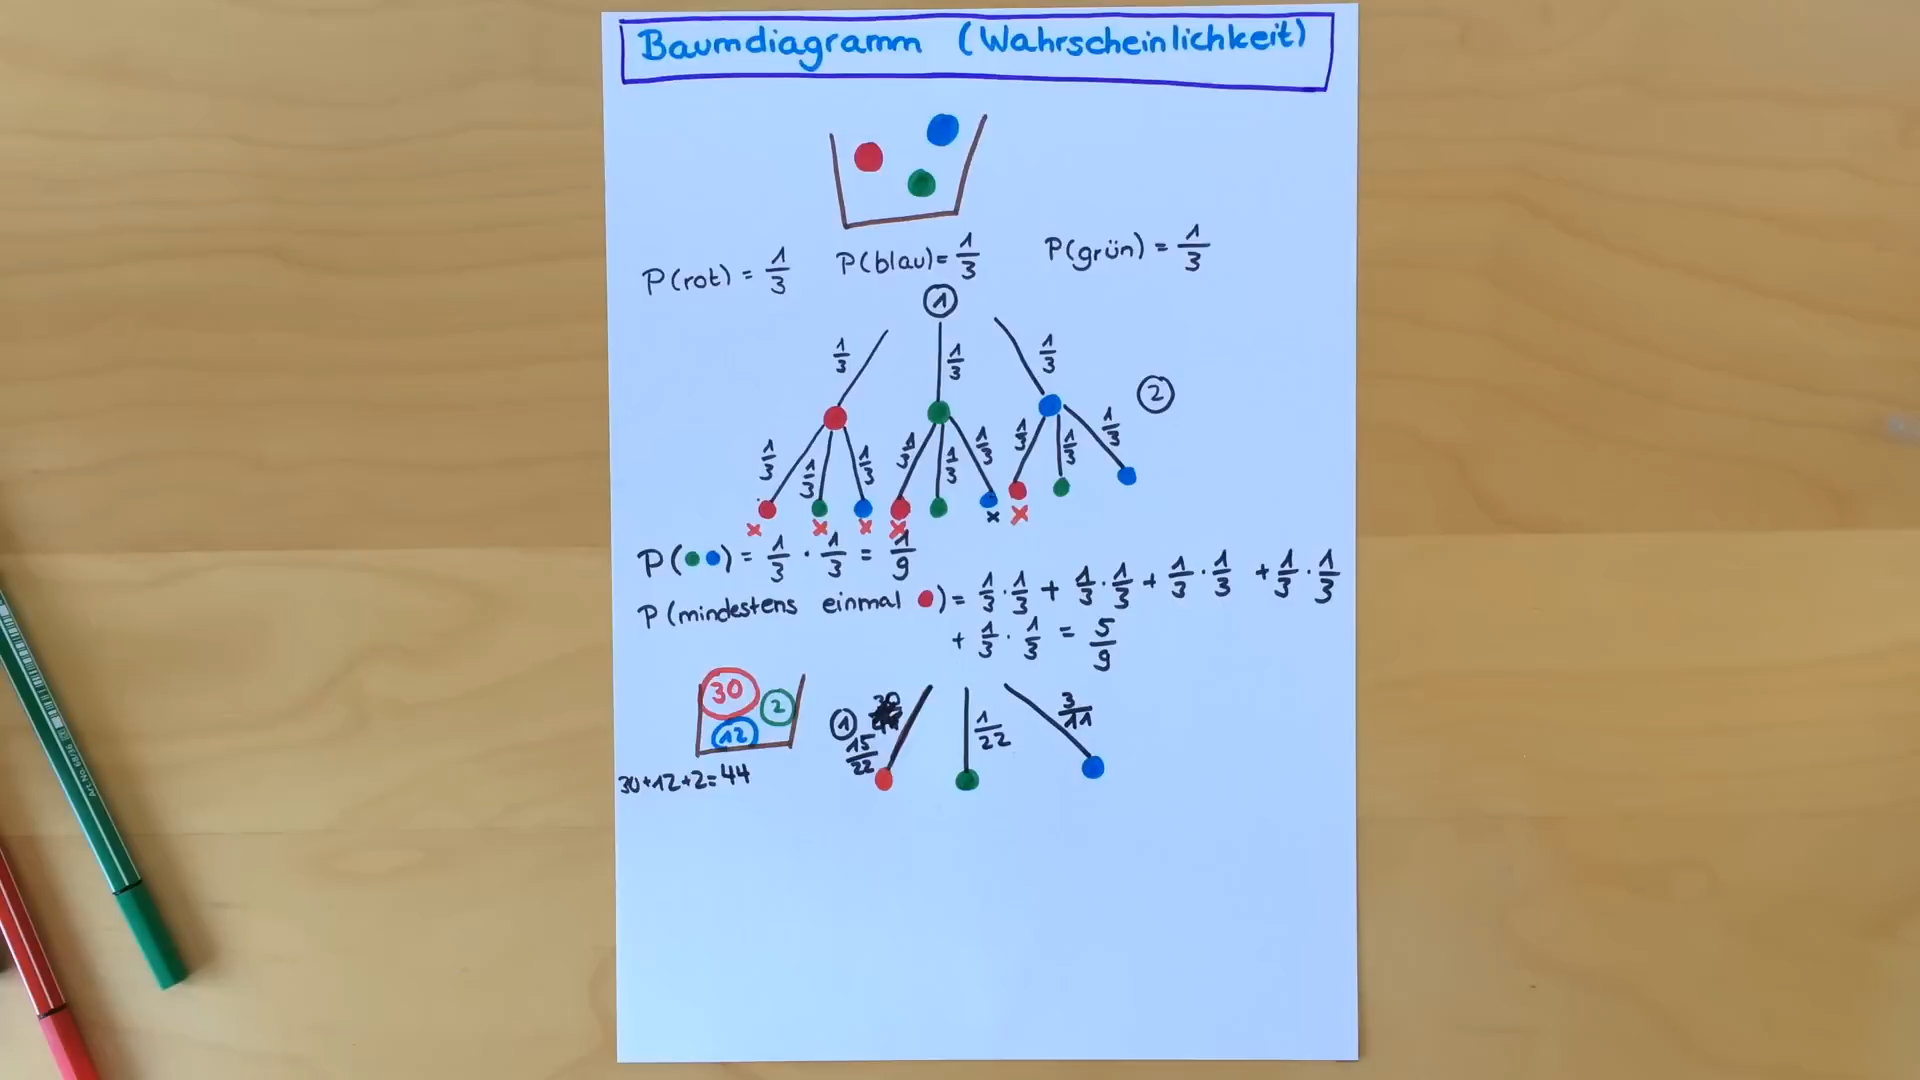 Baumdiagramm (Wahrscheinlichkeit)
P(rot) = 1/3 P(blau) = 1/3 P(grün) = 1/3
1
1/3 1/3 1/3
2
1/3 1/3 1/3 1/3 1/3 1/3 1/3 1/3 1/3
x x x x x x
P( ) = 1/3 · 1/3 = 1/9
P(mindestens einmal ) = 1/3 · 1/3 + 1/3 · 1/3 + 1/3 · 1/3 + 1/3 · 1/3
+ 1/3 · 1/3 = 5/9
30 2
12
30+12+2=44
1
15/22 1/22 3/11
Art. No 68/36